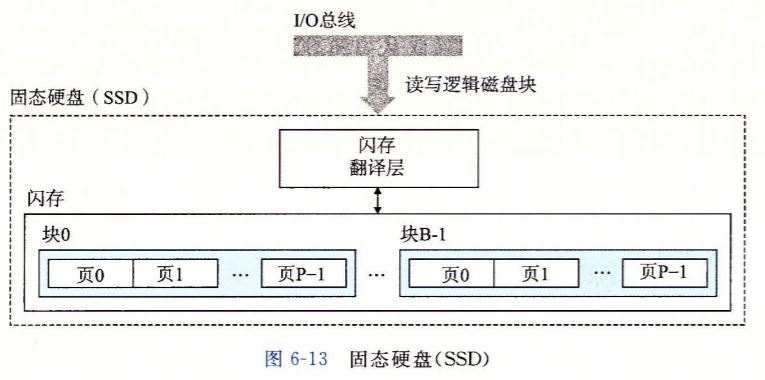 I/O总线
读写逻辑磁盘块
固态硬盘（SSD）
闪存
翻译层
闪存
块0
块B-1
页0 页1 … 页P-1 … 页0 页1 … 页P-1
图 6-13 固态硬盘(SSD)